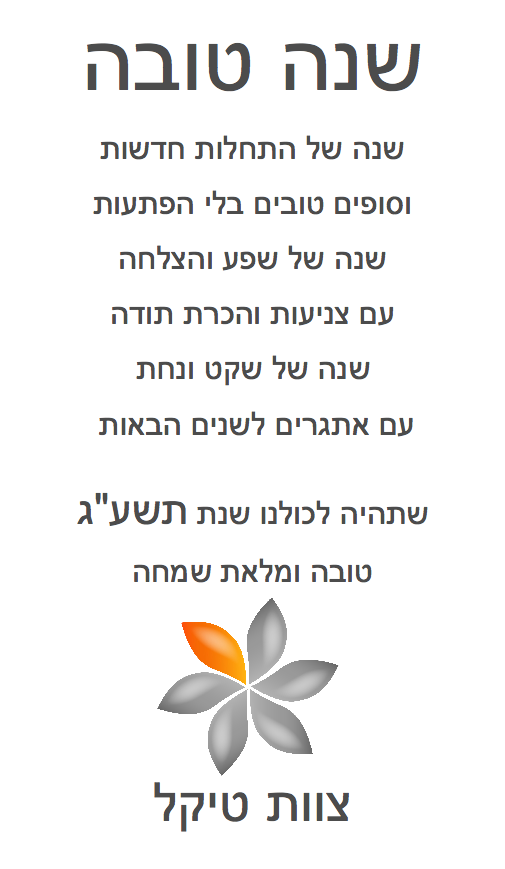 שנה טובה
שנה של התחלות חדשות
וסופים טובים בלי הפתעות
שנה של שפע והצלחה
עם צניעות והכרת תודה
שנה של שקט ונחת
עם אתגרים לשנים הבאות
שתהיה לכולנו שנת תשע"ג
טובה ומלאת שמחה
צוות טיקל